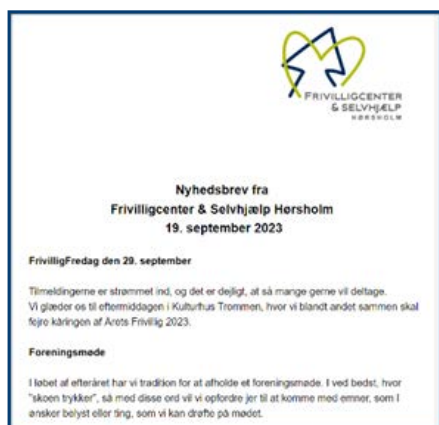 FRIVILLIGCENTER
& SELVHJÆLP
HØRSHOLM
Nyhedsbrev fra
Frivilligcenter & Selvhjælp Hørsholm
19. september 2023
FrivilligFredag den 29. september
Tilmeldingerne er strømmet ind, og det er dejligt, at så mange gerne vil deltage.
Vi glæder os til eftermiddagen i Kulturhus Trommen, hvor vi blandt andet sammen skal
fejre kåringen af Årets Frivillig 2023.
Foreningsmøde
I løbet af efteråret har vi tradition for at afholde et foreningsmøde. I ved bedst, hvor
"skoen trykker", så med disse ord vil vi opfordre jer til at komme med emner, som I
ønsker belyst eller ting, som vi kan drøfte på mødet.